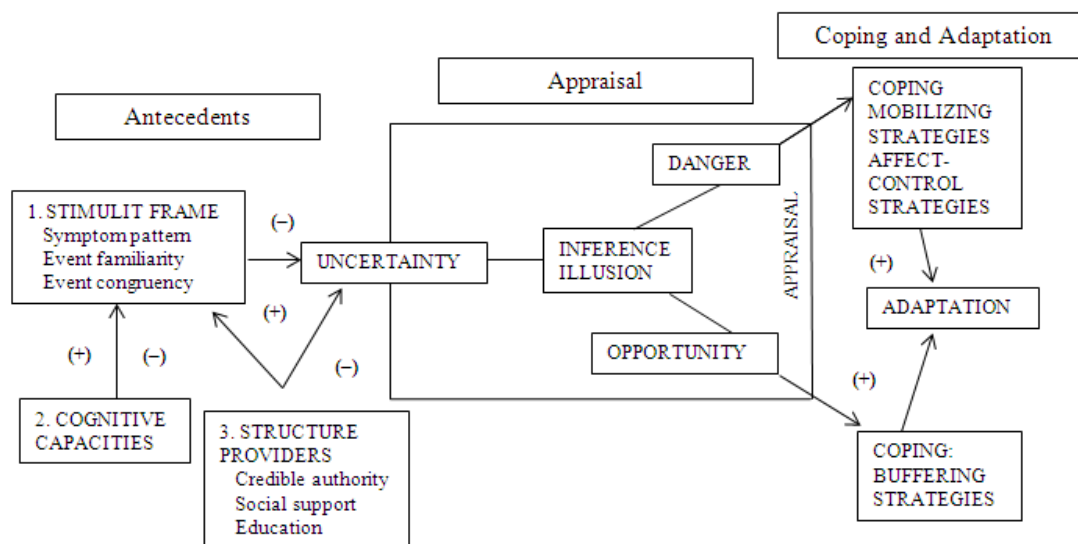 Coping and Adaptation
Appraisal
Antecedents
COPING
MOBILIZING
STRATEGIES
AFFECT-
CONTROL
STRATEGIES
DANGER
1. STIMULIT FRAME
Symptom pattern
Event familiarity
Event congruency
(–)
UNCERTAINTY
INFERENCE
ILLUSION
APPRAISAL
(+)
ADAPTATION
(+)
OPPORTUNITY
(+)
(–)
(–)
(+)
2. COGNITIVE
CAPACITIES
3. STRUCTURE
PROVIDERS
Credible authority
Social support
Education
COPING:
BUFFERING
STRATEGIES